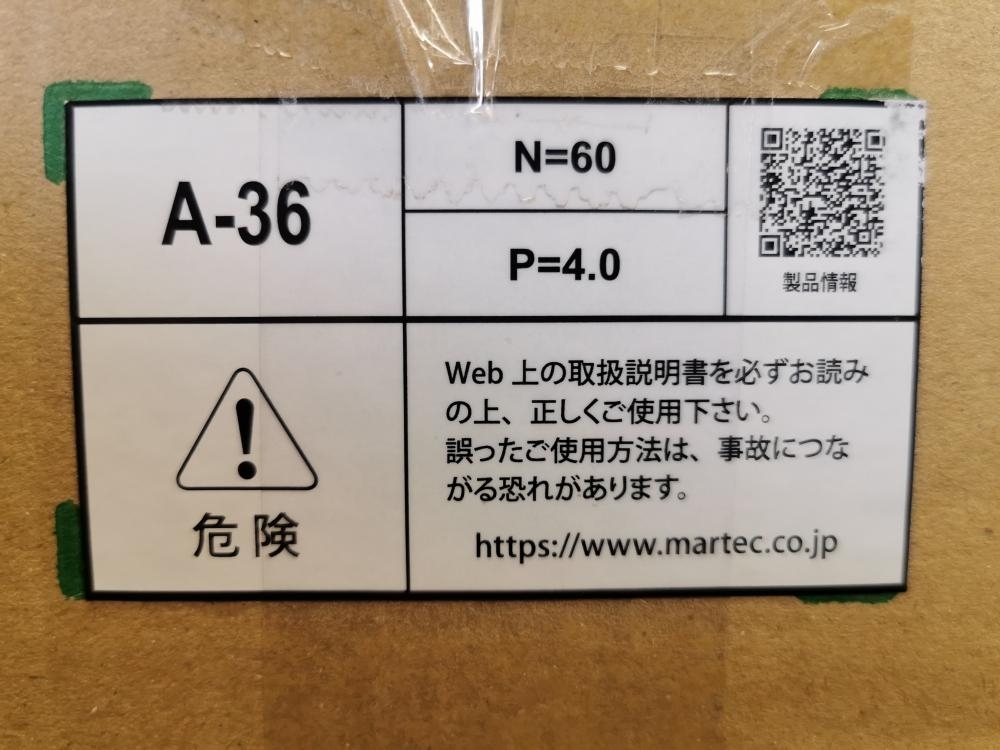 A-36
N=60
P=4.0
製品情報
危険
Web 上の取扱説明書を必ずお読み
の上、正しくご使用下さい。
誤ったご使用方法は、事故につな
がる恐れがあります。
https://www.martec.co.jp